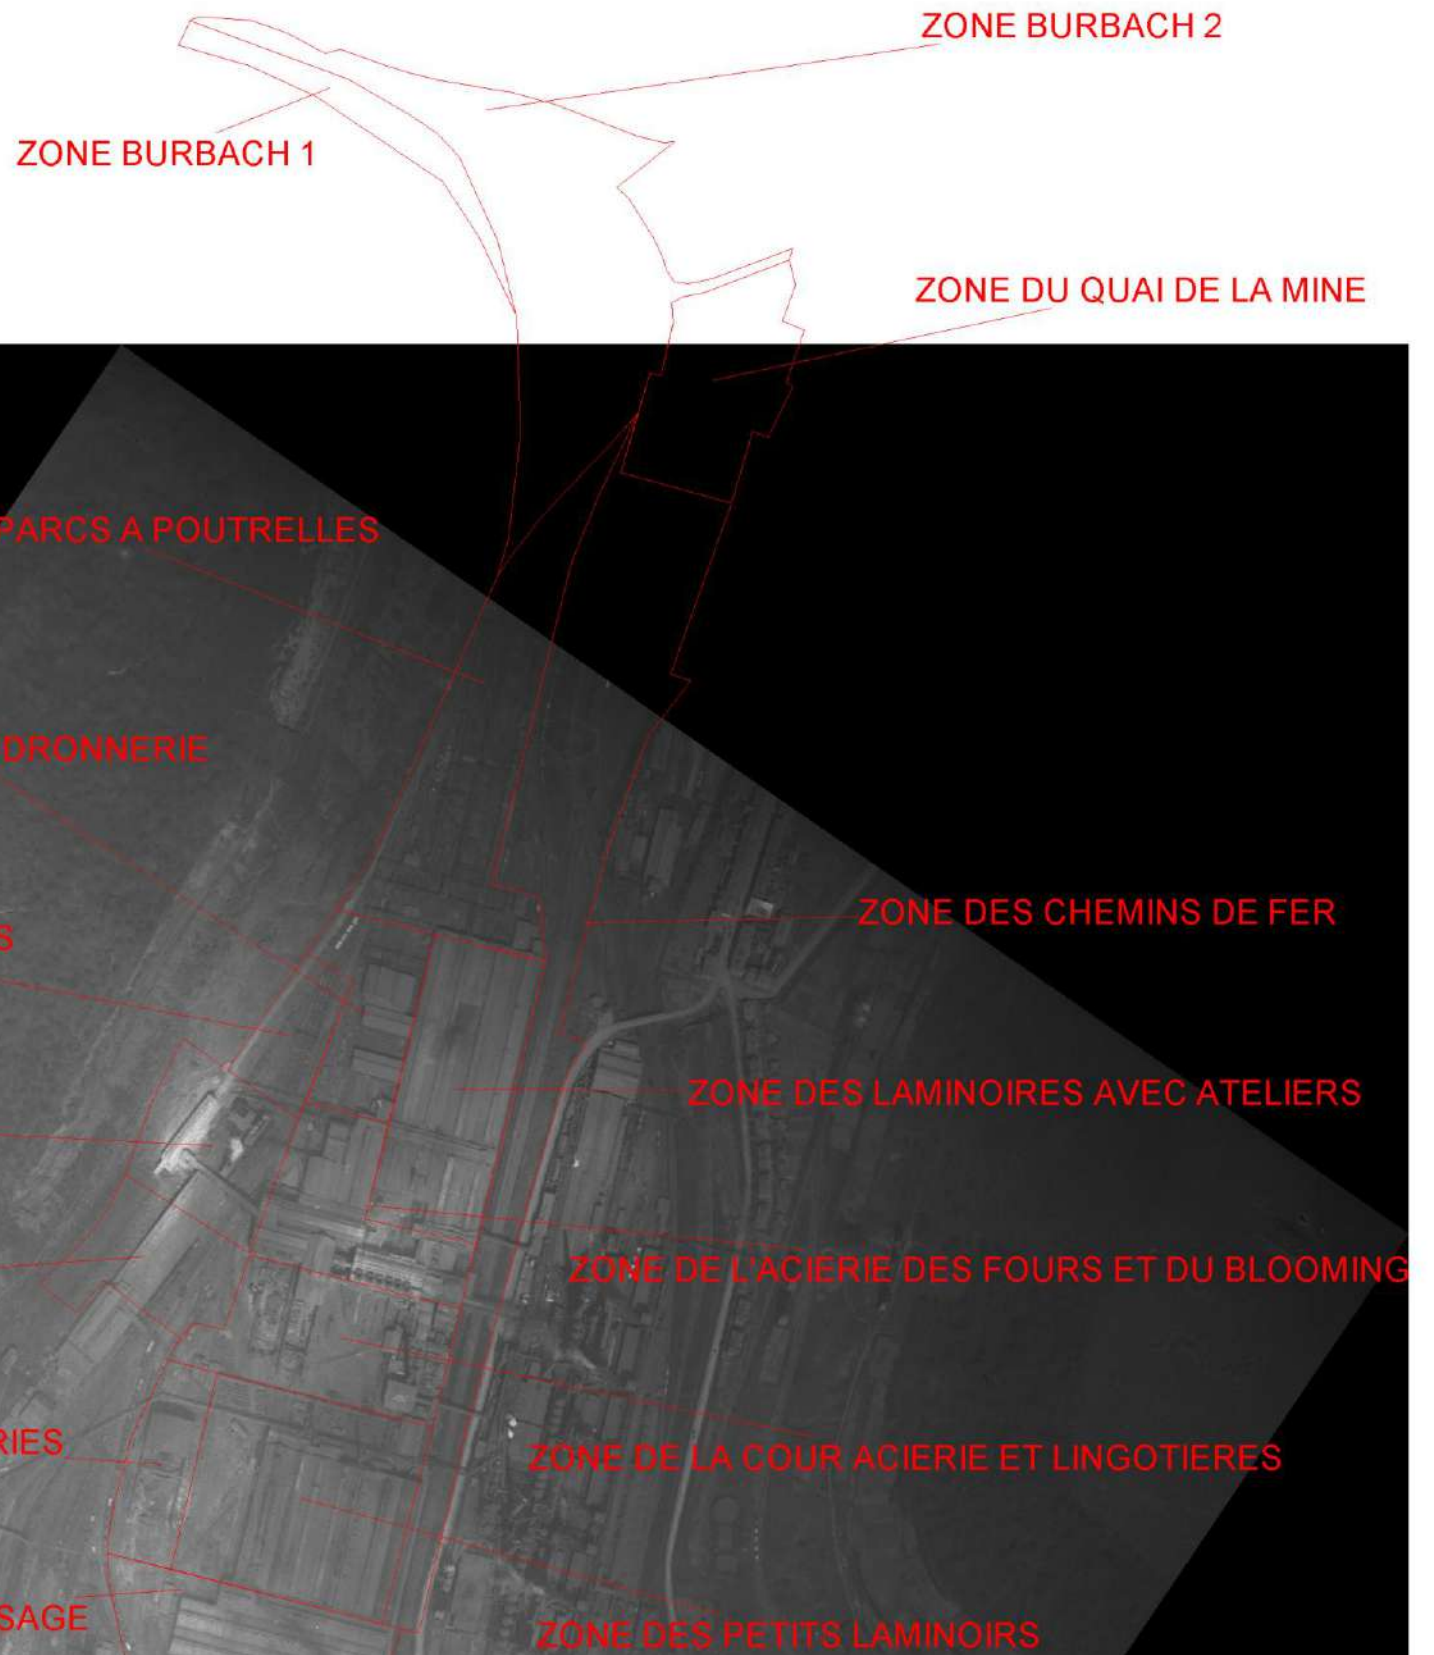 ZONE BURBACH 2
ZONE BURBACH 1
ZONE DU QUAI DE LA MINE
PARCS A POUTRELLES
DRONNERIE
ZONE DES CHEMINS DE FER
S
ZONE DES LAMINOIRES AVEC ATELIERS
ZONE DE L'ACIERIE DES FOURS ET DU BLOOMING
RIES
ZONE DE LA COUR ACIERIE ET LINGOTIERES
SAGE
ZONE DES PETITS LAMINOIRS